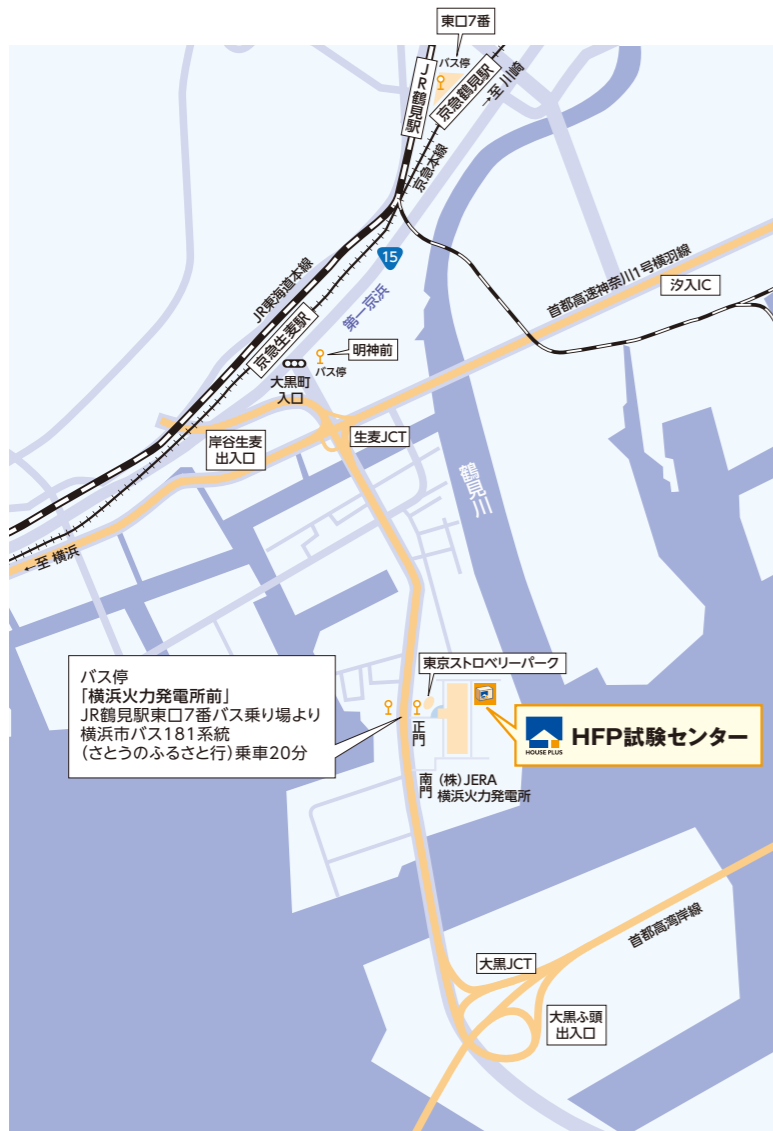 東口7番
バス停
JR鶴見駅
京急鶴見駅
→至 川崎
京急本線
15
首都高速神奈川1号横羽線
汐入IC
JR東海道本線
第一京浜
京急生麦駅
明神前
バス停
大黒町
入口
岸谷生麦
出入口
生麦JCT
鶴見川
←至 横浜
東京ストロベリーパーク
バス停
「横浜火力発電所前」
JR鶴見駅東口7番バス乗り場より
横浜市バス181系統
(さとうのふるさと行)乗車20分
正門
HOUSE PLUS
HFP試験センター
南門
(株)JERA
横浜火力発電所
首都高湾岸線
大黒JCT
大黒ふ頭
出入口